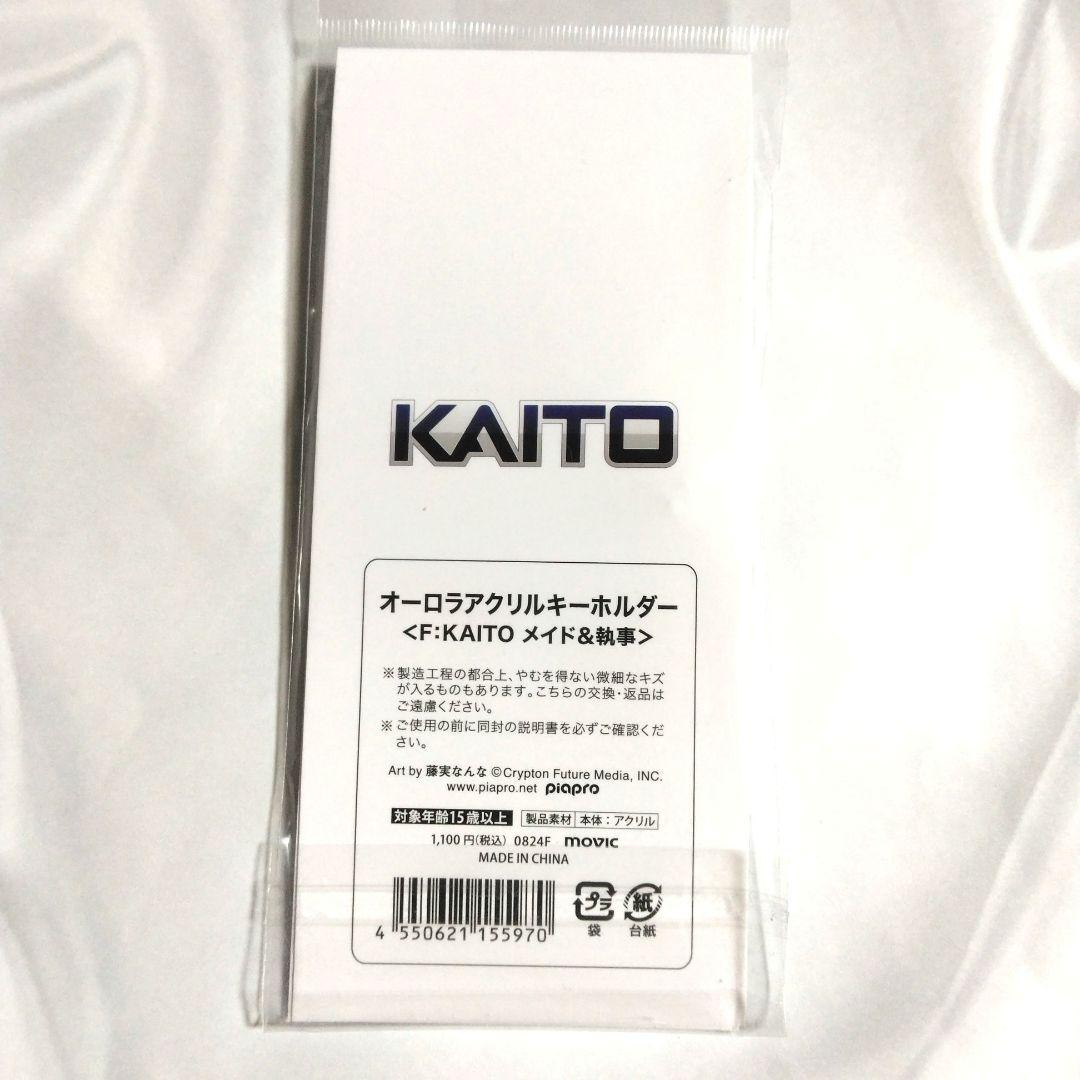 KAITO
オーロラアクリルキーホルダー
<F:KAITO メイド&執事>
※製造工程の都合上、やむを得ない微細なキズ
が入るものもあります。こちらの交換・返品は
ご遠慮ください。
※ご使用の前に同封の説明書を必ずご確認くだ
さい。
Art by 藤実なんな ©Crypton Future Media, INC.
www.piapro.net piapro
対象年齢15歳以上 製品素材 本体：アクリル
1,100円(税込) 0824F movic
MADE IN CHINA
プラ 紙
4 550621 155970 袋 台紙